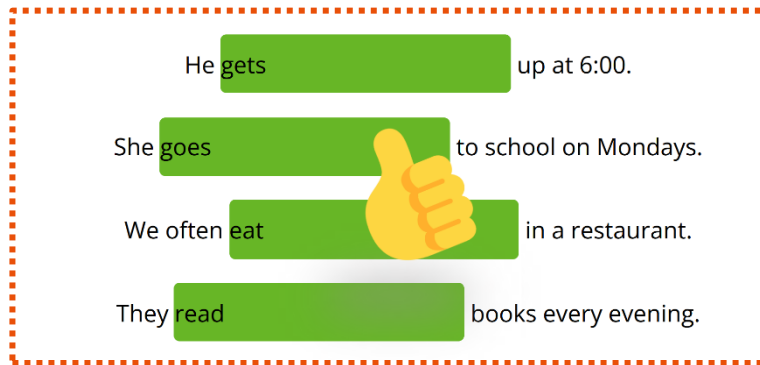 He gets up at 6:00.
She goes to school on Mondays.
We often eat in a restaurant.
They read books every evening.